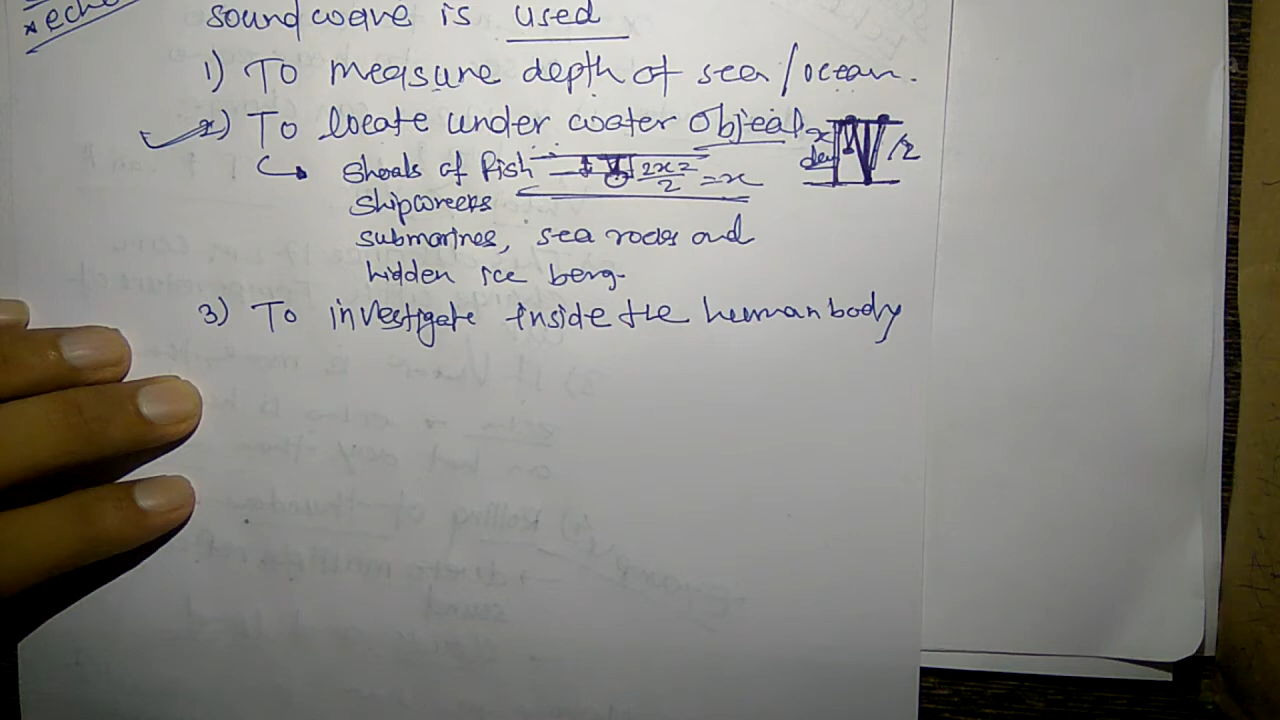 *echo
soundwave is used
1) To measure depth of sea / ocean.
2) To locate under water object
↳ Shoals of Fish 2x2/2 = x
Shipwrecks
submarines, sea rocks and
hidden ice berg.
3) To investigate inside the human body